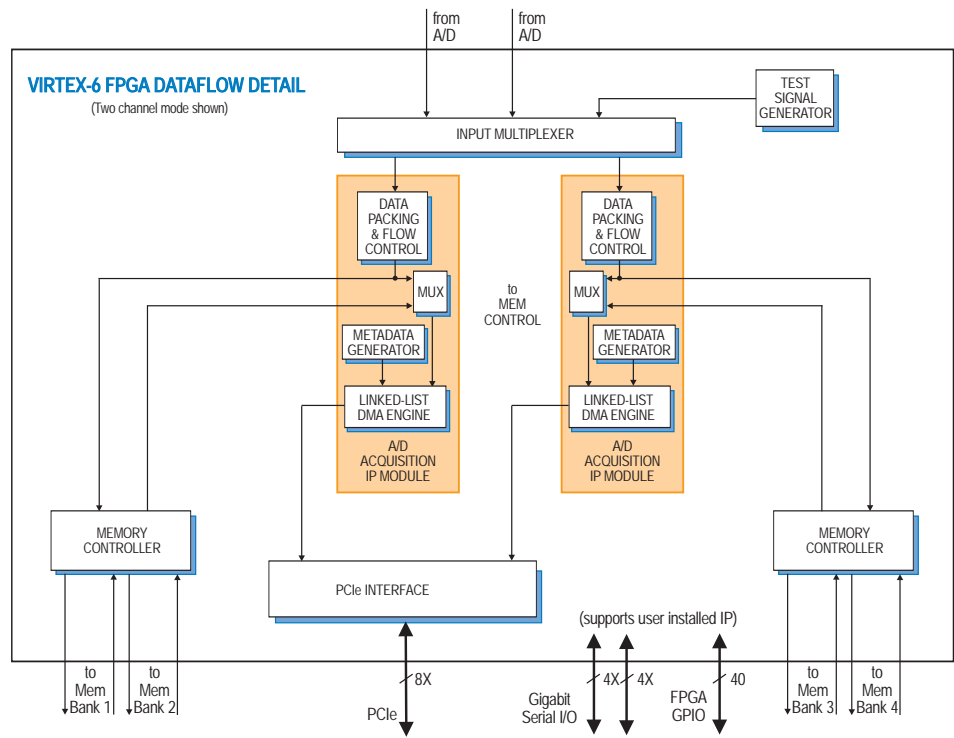 from
A/D
from
A/D
VIRTEX-6 FPGA DATAFLOW DETAIL
(Two channel mode shown)
TEST
SIGNAL
GENERATOR
INPUT MULTIPLEXER
DATA
PACKING
& FLOW
CONTROL
DATA
PACKING
& FLOW
CONTROL
MUX
to
MEM
CONTROL
MUX
METADATA
GENERATOR
METADATA
GENERATOR
LINKED-LIST
DMA ENGINE
LINKED-LIST
DMA ENGINE
A/D
ACQUISITION
IP MODULE
A/D
ACQUISITION
IP MODULE
MEMORY
CONTROLLER
MEMORY
CONTROLLER
PCIe INTERFACE
(supports user installed IP)
to
Mem
Bank 1
to
Mem
Bank 2
8X
PCIe
4X
4X
Gigabit
Serial I/O
40
FPGA
GPIO
to
Mem
Bank 3
to
Mem
Bank 4